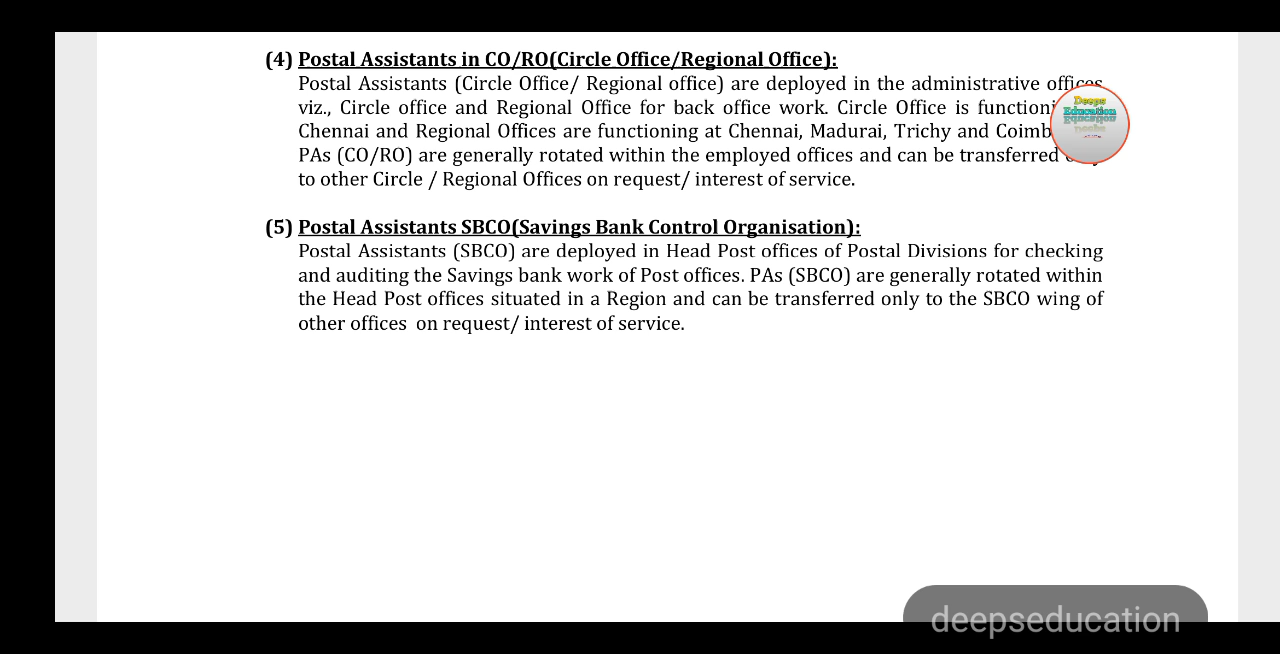 (4) Postal Assistants in CO/RO(Circle Office/Regional Office):
Postal Assistants (Circle Office/ Regional office) are deployed in the administrative offices
viz., Circle office and Regional Office for back office work. Circle Office is
Chennai and Regional Offices are functioning at Chennai, Madurai, Trichy and
PAs (CO/RO) are generally rotated within the employed offices and can be transferred
to other Circle / Regional Offices on request/ interest of service.
(5) Postal Assistants SBCO(Savings Bank Control Organisation):
Postal Assistants (SBCO) are deployed in Head Post offices of Postal Divisions for checking
and auditing the Savings bank work of Post offices. PAs (SBCO) are generally rotated within
the Head Post offices situated in a Region and can be transferred only to the SBCO wing of
other offices on request/ interest of service.
Deeps
Education
deepseducation